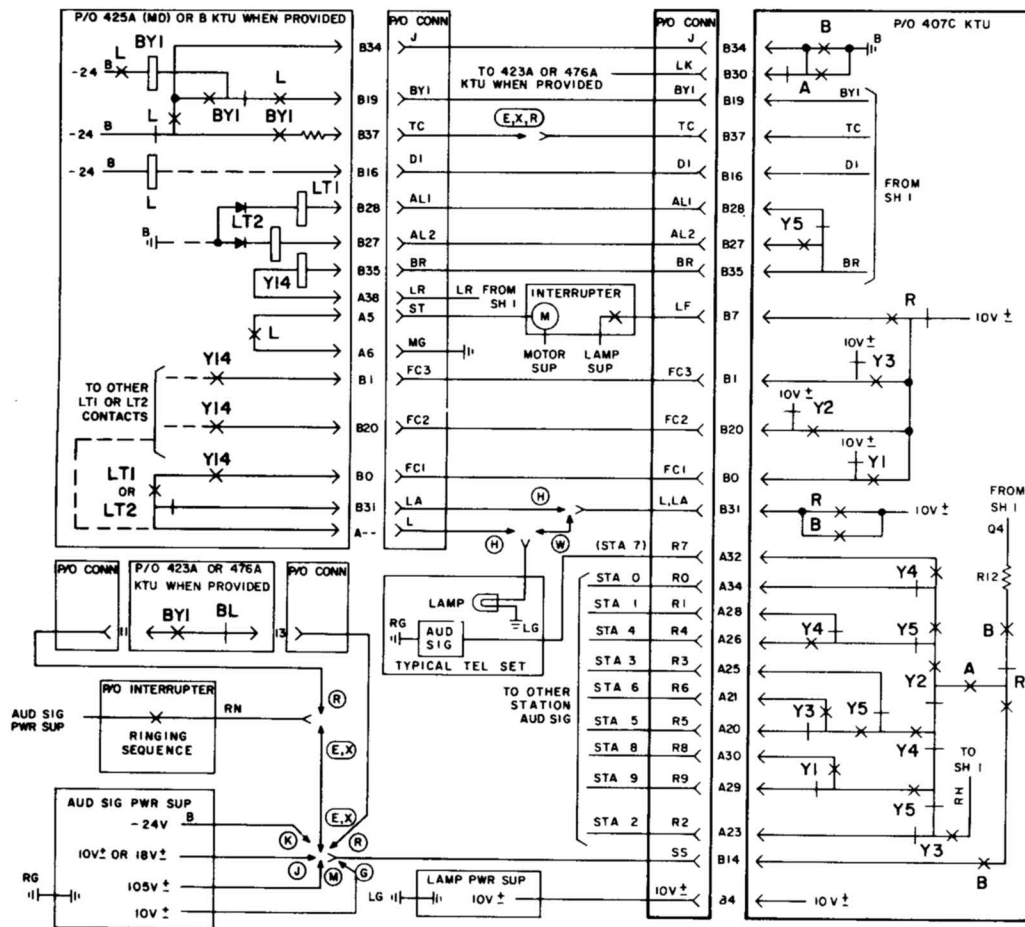 P/O 425A (MD) OR B KTU WHEN PROVIDED
P/O CONN
P/O CONN
P/O 407C KTU
BY1
L
B
-24
L
BY1
BY1
L
-24
B
-24
B
L
LT1
LT2
B
Y14
L
Y14
TO OTHER
LT1 OR LT2
CONTACTS
Y14
Y14
LT1
OR
LT2
B34
B19
B37
B16
B28
B27
B35
A38
A5
A6
B1
B20
B0
B31
A--
J
BY1
TC
D1
AL1
AL2
BR
LR
ST
MG
FC3
FC2
FC1
LA
L
TO 423A OR 476A
KTU WHEN PROVIDED
E,X,R
LR
FROM
SH 1
INTERRUPTER
M
MOTOR
SUP
LAMP
SUP
H
H
W
J
LK
BY1
TC
D1
AL1
AL2
BR
LF
FC3
FC2
FC1
L,LA
(STA 7) R7
STA 0 R0
STA 1 R1
STA 4 R4
STA 3 R3
STA 6 R6
STA 5 R5
STA 8 R8
STA 9 R9
STA 2 R2
SS
10V ±
TO OTHER
STATION
AUD SIG
B34
B30
B19
B37
B16
B28
B27
B35
B7
B1
B20
B0
B31
A32
A34
A28
A26
A25
A21
A20
A30
A29
A23
B14
B4
B
B
A
BY1
TC
D1
FROM
SH 1
Y5
BR
R
10V ±
10V ±
Y3
10V ±
Y2
10V ±
Y1
R
B
10V ±
FROM
SH 1
Q4
R12
Y4
Y4
Y5
B
A
Y2
R
Y3
Y5
Y4
Y1
Y5
TO
SH 1
RH
Y3
B
10V ±
P/O CONN
P/O 423A OR 476A
KTU WHEN PROVIDED
P/O CONN
11
BY1
BL
13
LAMP
LG
RG
AUD
SIG
TYPICAL TEL SET
P/O INTERRUPTER
AUD SIG
PWR SUP
RN
RINGING
SEQUENCE
R
E,X
AUD SIG PWR SUP
-24V
B
10V± OR 18V±
105V ±
10V ±
RG
E,X
K
R
J
M
G
LAMP PWR SUP
LG
10V ±